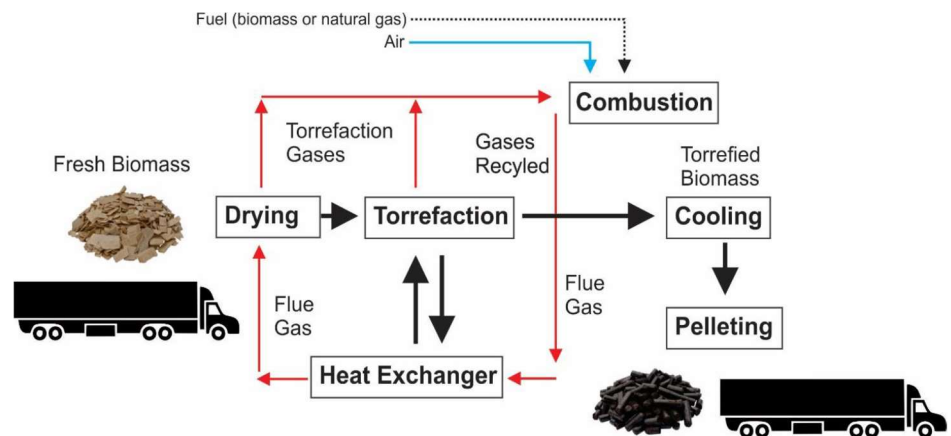 Fuel (biomass or natural gas)
Air
Combustion
Torrefaction
Gases
Gases
Recyled
Fresh Biomass
Torrefied
Biomass
Drying
Torrefaction
Cooling
Flue
Gas
Flue
Gas
Pelleting
Heat Exchanger